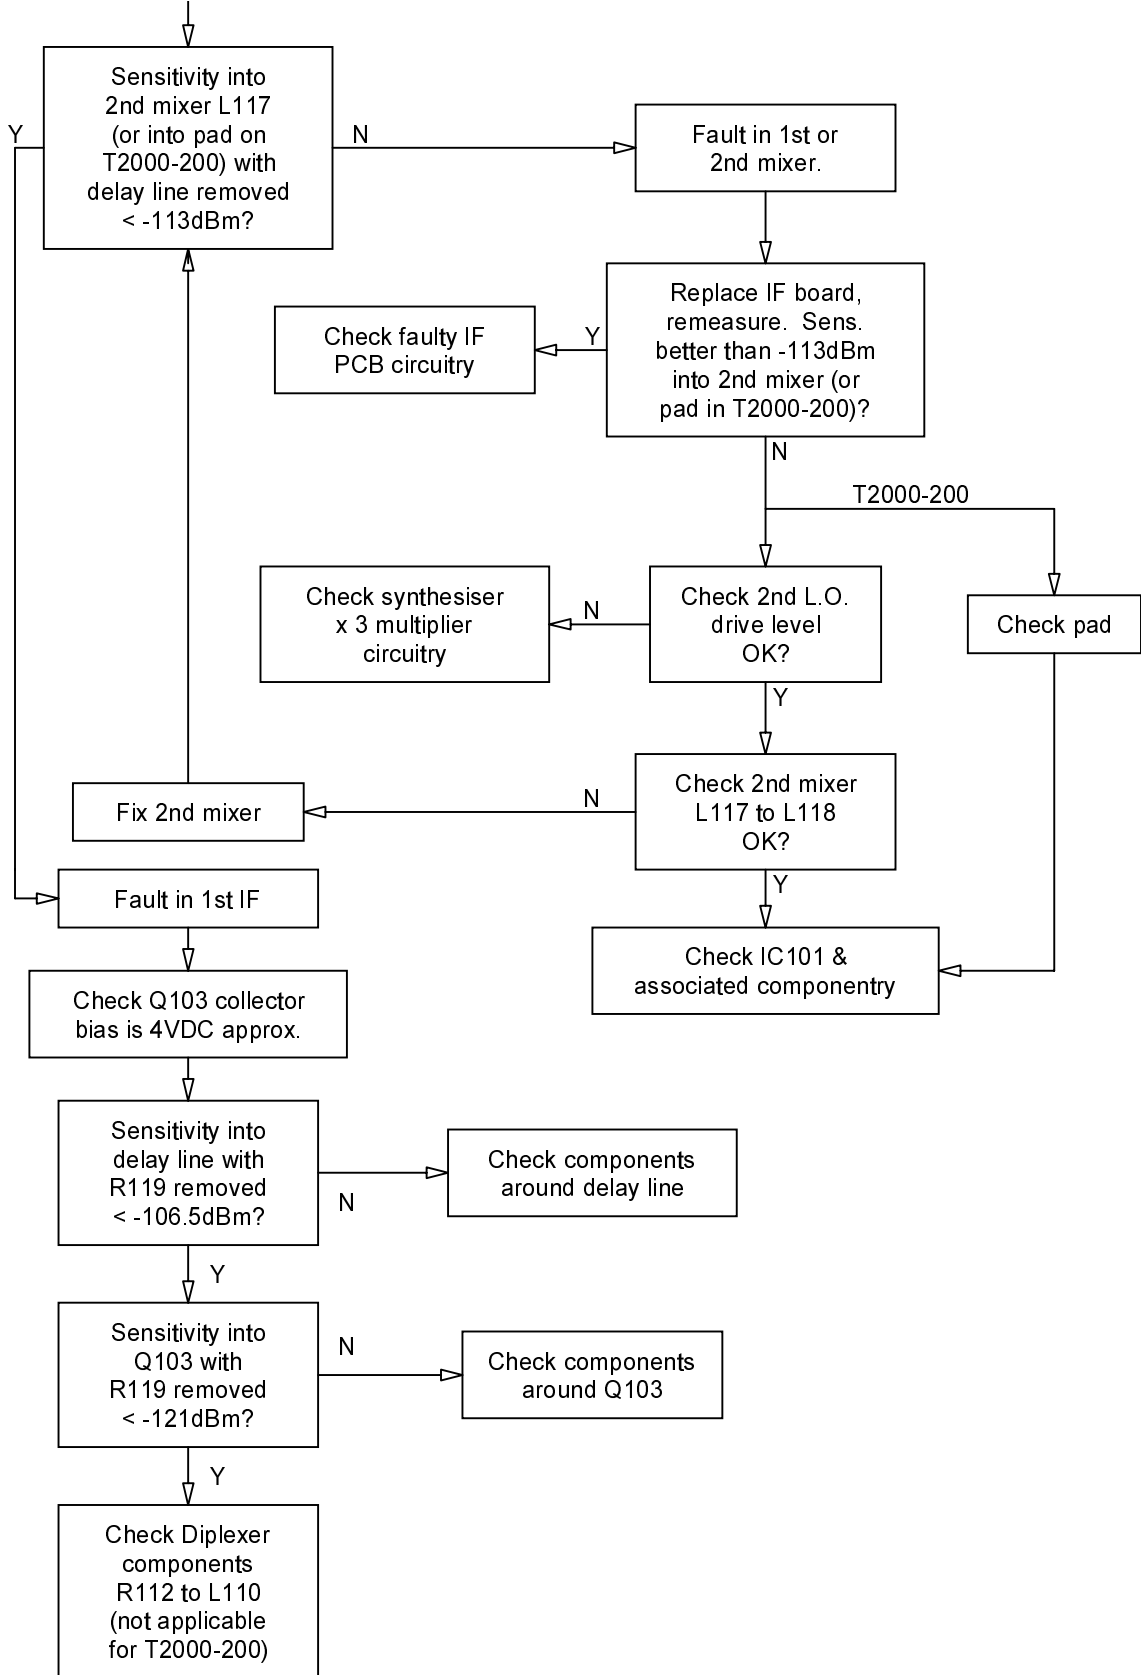 Sensitivity into
2nd mixer L117
(or into pad on
T2000-200) with
delay line removed
< -113dBm?
Y
N
Fault in 1st or
2nd mixer.
Replace IF board,
remeasure. Sens.
better than -113dBm
into 2nd mixer (or
pad in T2000-200)?
Y
Check faulty IF
PCB circuitry
N
T2000-200
Check 2nd L.O.
drive level
OK?
N
Check synthesiser
x 3 multiplier
circuitry
Check pad
Y
Check 2nd mixer
L117 to L118
OK?
N
Fix 2nd mixer
Y
Check IC101 &
associated componentry
Fault in 1st IF
Check Q103 collector
bias is 4VDC approx.
Sensitivity into
delay line with
R119 removed
< -106.5dBm?
N
Check components
around delay line
Y
Sensitivity into
Q103 with
R119 removed
< -121dBm?
N
Check components
around Q103
Y
Check Diplexer
components
R112 to L110
(not applicable
for T2000-200)